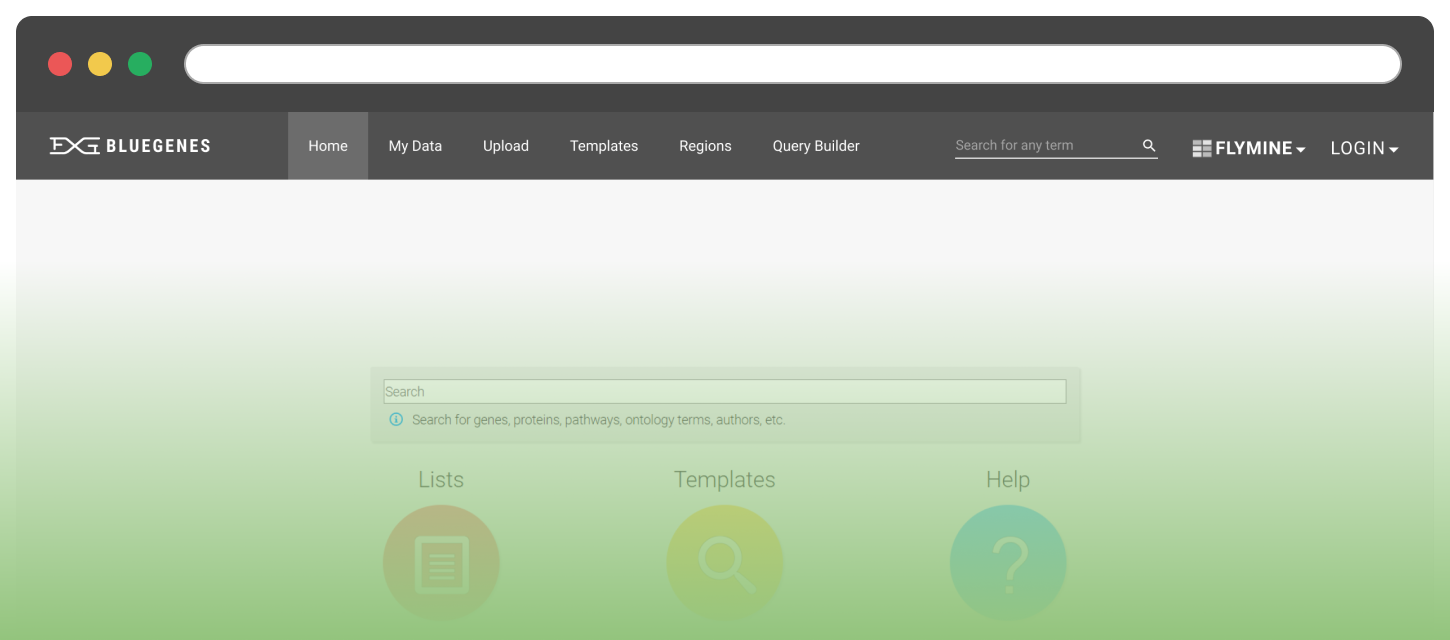 BLUEGENES
Home My Data Upload Templates Regions Query Builder
Search for any term
FLYMINE
LOGIN
Search
Search for genes, proteins, pathways, ontology terms, authors, etc.
Lists Templates Help
?